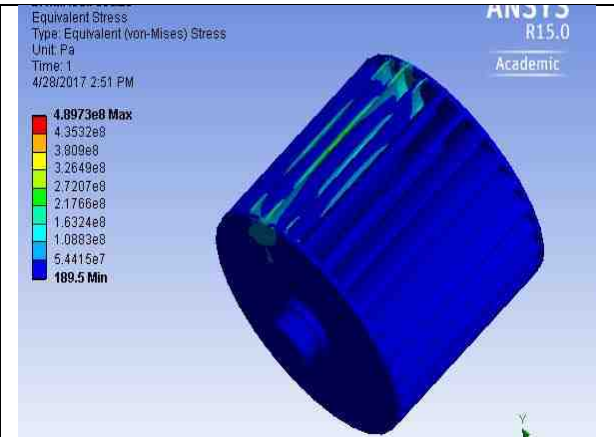 Equivalent Stress
Type: Equivalent (von-Mises) Stress
Unit: Pa
Time: 1
4/28/2017 2:51 PM
4.8973e8 Max
4.3532e8
3.809e8
3.2649e8
2.7207e8
2.1766e8
1.6324e8
1.0883e8
5.4415e7
189.5 Min
ANSYS
R15.0
Academic
Y